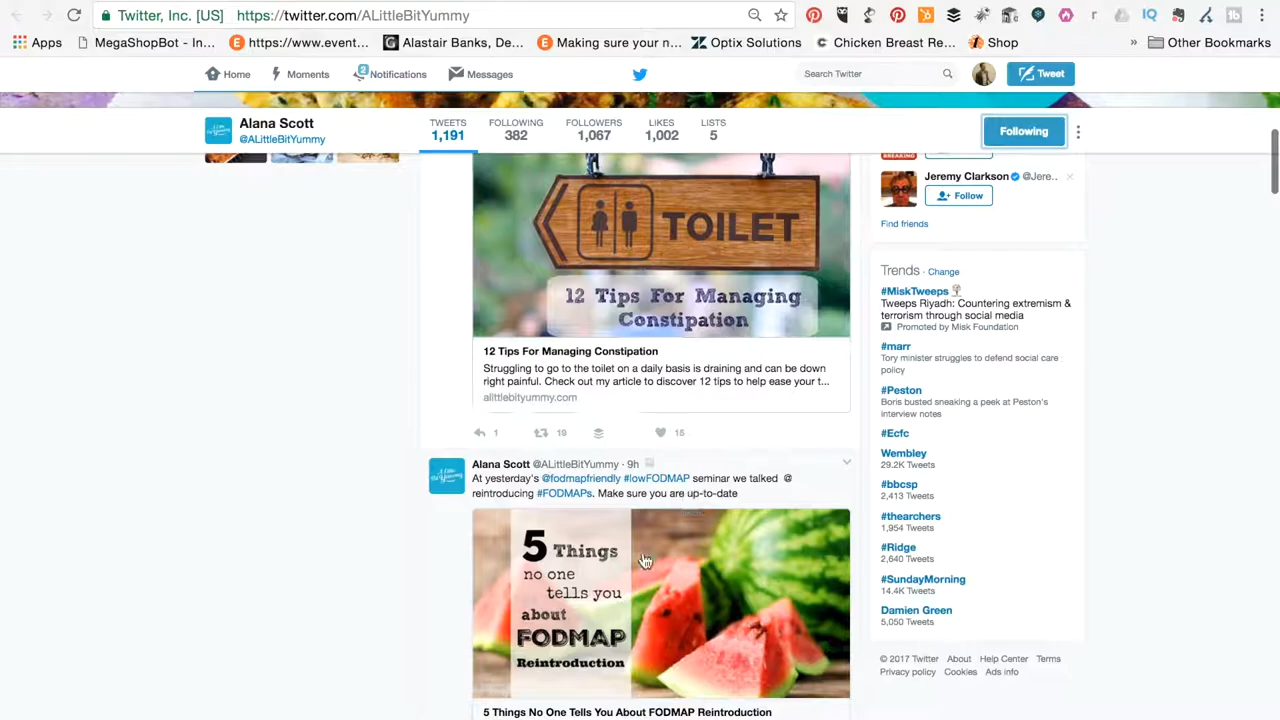 Twitter, Inc. [US]
https://twitter.com/ALittleBitYummy
Apps
MegaShopBot - In...
https://www.event...
Alastair Banks, De...
Making sure your n...
Optix Solutions
Chicken Breast Re...
Shop
»
Other Bookmarks
Home
Moments
2
Notifications
Messages
Search Twitter
Tweet
Alana Scott
@ALittleBitYummy
TWEETS
1,191
FOLLOWING
382
FOLLOWERS
1,067
LIKES
1,002
LISTS
5
Following
TOILET
12 Tips For Managing
Constipation
12 Tips For Managing Constipation
Struggling to go to the toilet on a daily basis is draining and can be down
right painful. Check out my article to discover 12 tips to help ease your t...
alittlebityummy.com
1
19
15
Alana Scott @ALittleBitYummy · 9h
At yesterday's @fodmapfriendly #lowFODMAP seminar we talked @
reintroducing #FODMAPs. Make sure you are up-to-date
5 Things
no one
tells you
about
FODMAP
Reintroduction
5 Things No One Tells You About FODMAP Reintroduction
BREAKING
Jeremy Clarkson @Jere..
Follow
Find friends
Trends · Change
#MiskTweeps
Tweeps Riyadh: Countering extremism &
terrorism through social media
Promoted by Misk Foundation
#marr
Tory minister struggles to defend social care
policy
#Peston
Boris busted sneaking a peek at Peston's
interview notes
#Ecfc
Wembley
29.2K Tweets
#bbcsp
2,413 Tweets
#thearchers
1,954 Tweets
#Ridge
2,640 Tweets
#SundayMorning
14.4K Tweets
Damien Green
5,050 Tweets
© 2017 Twitter About Help Center Terms
Privacy policy Cookies Ads info